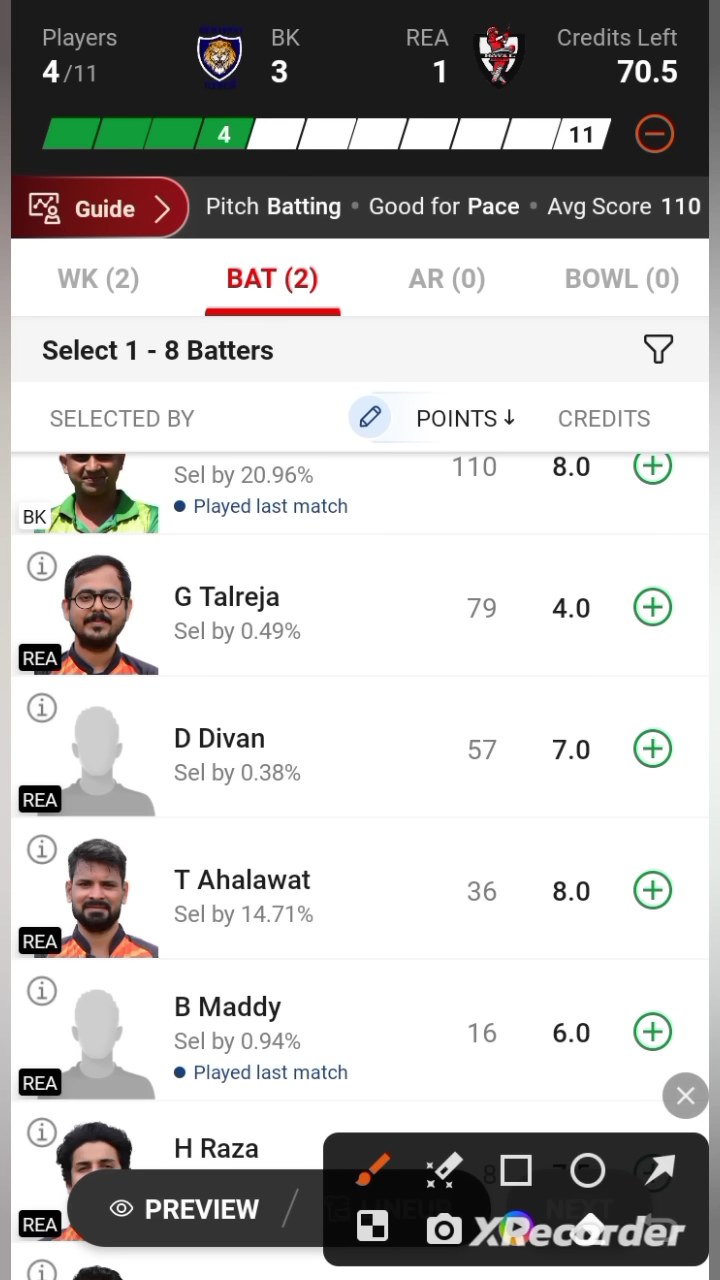 Players BK REA Credits Left
4/11 3 1 70.5
4 11
Guide Pitch Batting • Good for Pace • Avg Score 110
WK (2) BAT (2) AR (0) BOWL (0)
Select 1 - 8 Batters
SELECTED BY POINTS↓ CREDITS
Sel by 20.96% 110 8.0
BK • Played last match
G Talreja 79 4.0
Sel by 0.49%
REA
D Divan 57 7.0
Sel by 0.38%
REA
T Ahalawat 36 8.0
Sel by 14.71%
REA
B Maddy 16 6.0
Sel by 0.94%
REA • Played last match
H Raza 8
REA PREVIEW / LINEUP NEXT
XRecorder